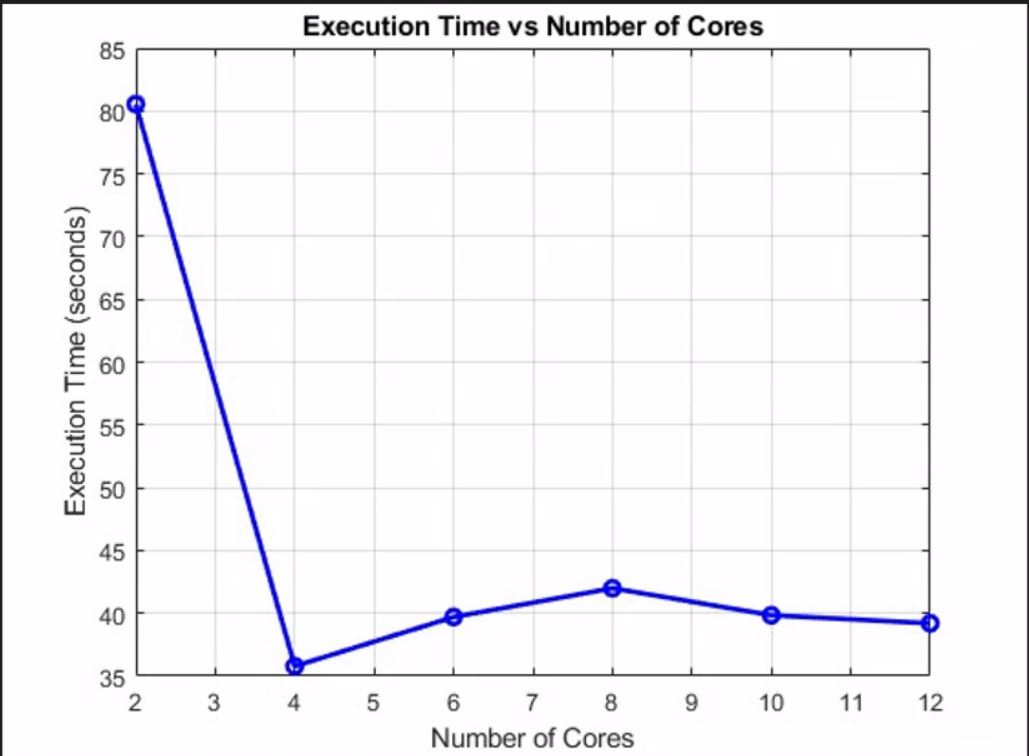 Execution Time vs Number of Cores
85
80
75
70
65
60
55
50
45
40
35
Execution Time (seconds)
2 3 4 5 6 7 8 9 10 11 12
Number of Cores